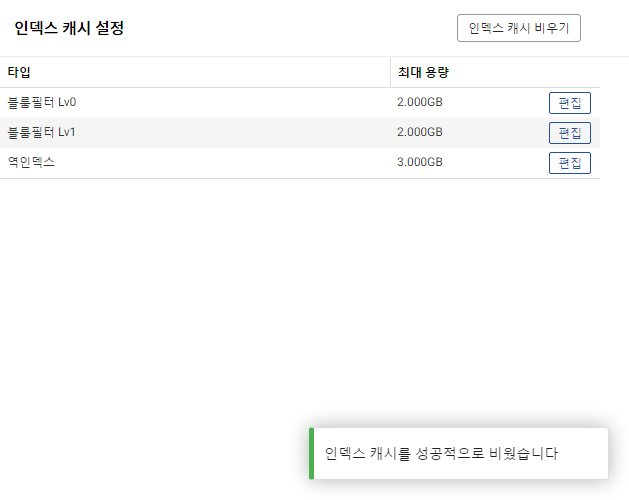 인덱스 캐시 설정 인덱스 캐시 비우기
타입 최대 용량
블룸필터 Lv0 2.000GB 편집
블룸필터 Lv1 2.000GB 편집
역인덱스 3.000GB 편집
인덱스 캐시를 성공적으로 비웠습니다